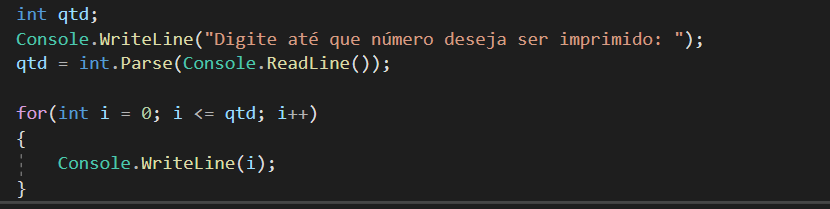 int qtd;
Console.WriteLine("Digite até que número deseja ser imprimido: ");
qtd = int.Parse(Console.ReadLine());

for(int i = 0; i <= qtd; i++)
{
    Console.WriteLine(i);
}